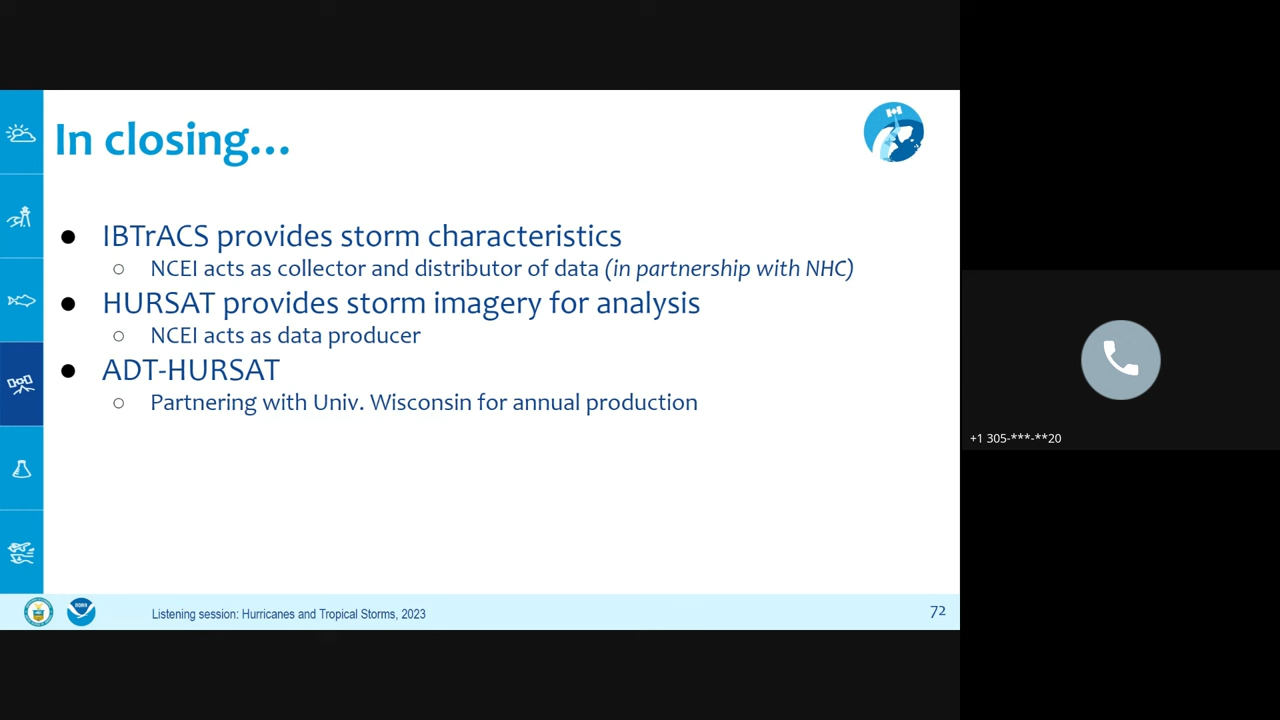 In closing...
● IBTrACS provides storm characteristics
○ NCEI acts as collector and distributor of data (in partnership with NHC)
● HURSAT provides storm imagery for analysis
○ NCEI acts as data producer
● ADT-HURSAT
○ Partnering with Univ. Wisconsin for annual production
+1 305-***-**20
NOAA
Listening session: Hurricanes and Tropical Storms, 2023
72